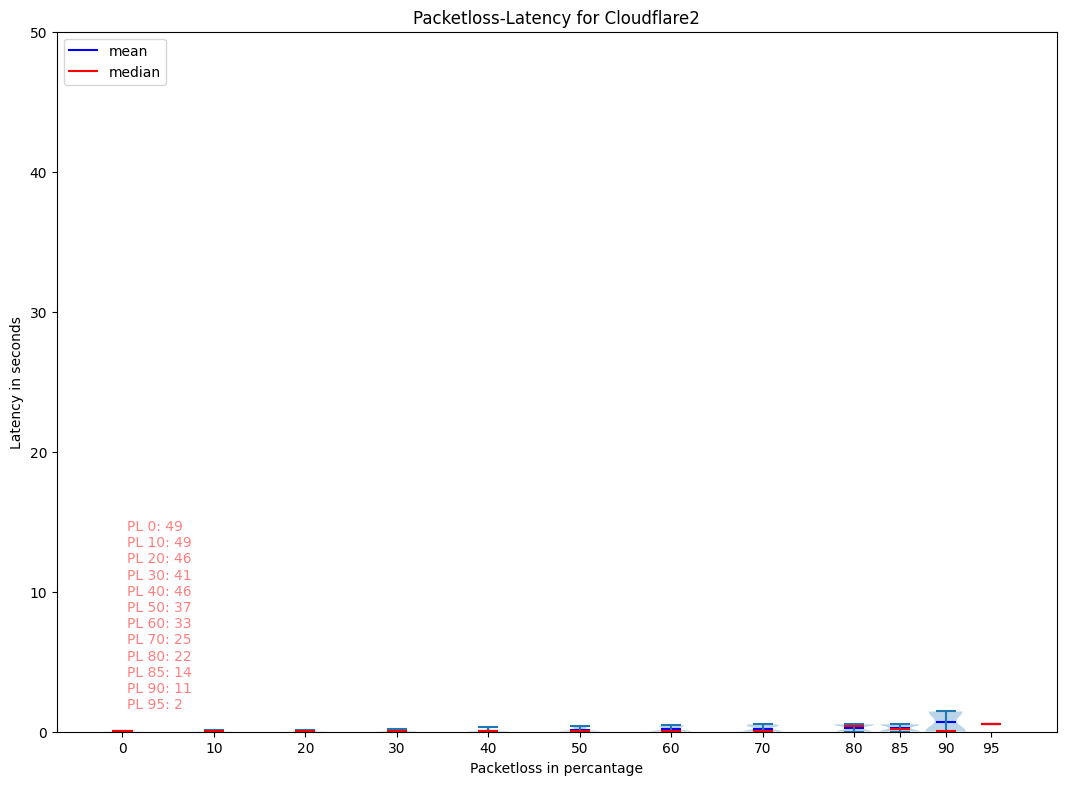 Packetloss-Latency for Cloudflare2
50
40
30
20
10
0
Latency in seconds
mean
median
PL 0: 49
PL 10: 49
PL 20: 46
PL 30: 41
PL 40: 46
PL 50: 37
PL 60: 33
PL 70: 25
PL 80: 22
PL 85: 14
PL 90: 11
PL 95: 2
0 10 20 30 40 50 60 70 80 85 90 95
Packetloss in percantage